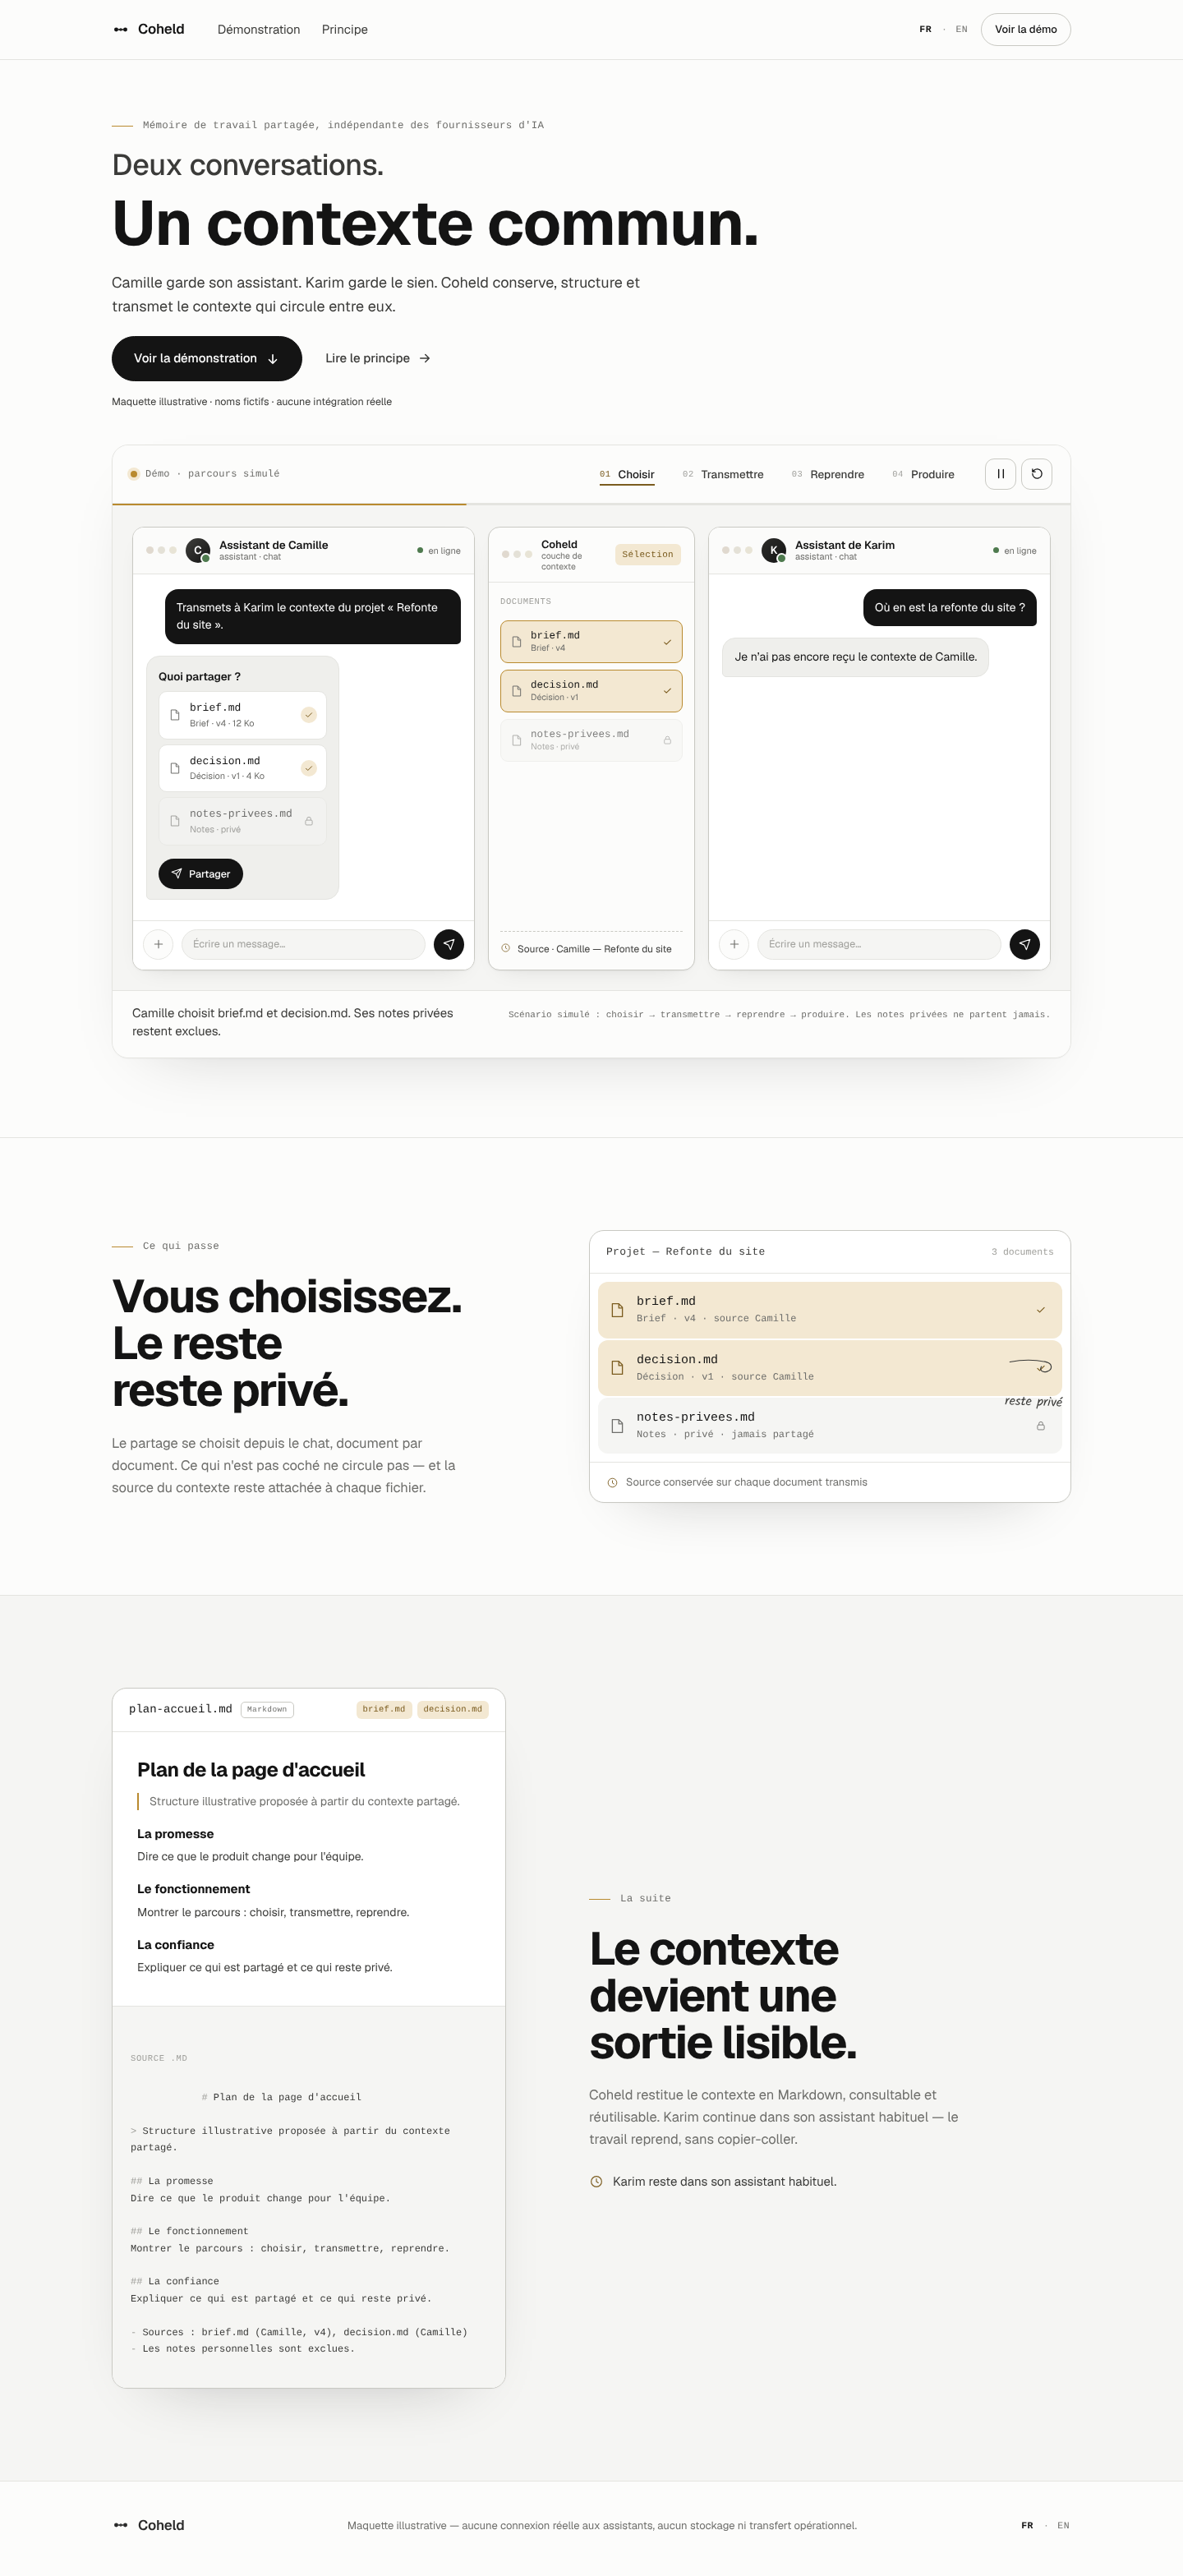 Coheld
Démonstration
Principe
FR · EN
Voir la démo
Mémoire de travail partagée, indépendante des fournisseurs d'IA
Deux conversations.
Un contexte commun.
Camille garde son assistant. Karim garde le sien. Coheld conserve, structure et
transmet le contexte qui circule entre eux.
Voir la démonstration ↓
Lire le principe →
Maquette illustrative · noms fictifs · aucune intégration réelle
Démo · parcours simulé
01 Choisir
02 Transmettre
03 Reprendre
04 Produire
C
Assistant de Camille
assistant · chat
en ligne
Transmets à Karim le contexte du projet « Refonte
du site ».
Quoi partager ?
brief.md
Brief · v4 · 12 Ko
decision.md
Décision · v1 · 4 Ko
notes-privees.md
Notes · privé
Partager
Écrire un message…
Coheld
couche de
contexte
Sélection
DOCUMENTS
brief.md
Brief · v4
decision.md
Décision · v1
notes-privees.md
Notes · privé
Source · Camille — Refonte du site
K
Assistant de Karim
assistant · chat
en ligne
Où en est la refonte du site ?
Je n’ai pas encore reçu le contexte de Camille.
Écrire un message…
Camille choisit brief.md et decision.md. Ses notes privées
restent exclues.
Scénario simulé : choisir → transmettre → reprendre → produire. Les notes privées ne partent jamais.
Ce qui passe
Vous choisissez.
Le reste
reste privé.
Le partage se choisit depuis le chat, document par
document. Ce qui n'est pas coché ne circule pas — et la
source du contexte reste attachée à chaque fichier.
Projet — Refonte du site
3 documents
brief.md
Brief · v4 · source Camille
decision.md
Décision · v1 · source Camille
reste privé
notes-privees.md
Notes · privé · jamais partagé
Source conservée sur chaque document transmis
plan-accueil.md
Markdown
brief.md
decision.md
Plan de la page d'accueil
Structure illustrative proposée à partir du contexte partagé.
La promesse
Dire ce que le produit change pour l'équipe.
Le fonctionnement
Montrer le parcours : choisir, transmettre, reprendre.
La confiance
Expliquer ce qui est partagé et ce qui reste privé.
SOURCE .MD
# Plan de la page d'accueil
> Structure illustrative proposée à partir du contexte
partagé.
## La promesse
Dire ce que le produit change pour l'équipe.
## Le fonctionnement
Montrer le parcours : choisir, transmettre, reprendre.
## La confiance
Expliquer ce qui est partagé et ce qui reste privé.
- Sources : brief.md (Camille, v4), decision.md (Camille)
- Les notes personnelles sont exclues.
La suite
Le contexte
devient une
sortie lisible.
Coheld restitue le contexte en Markdown, consultable et
réutilisable. Karim continue dans son assistant habituel — le
travail reprend, sans copier-coller.
Karim reste dans son assistant habituel.
Coheld
Maquette illustrative — aucune connexion réelle aux assistants, aucun stockage ni transfert opérationnel.
FR · EN